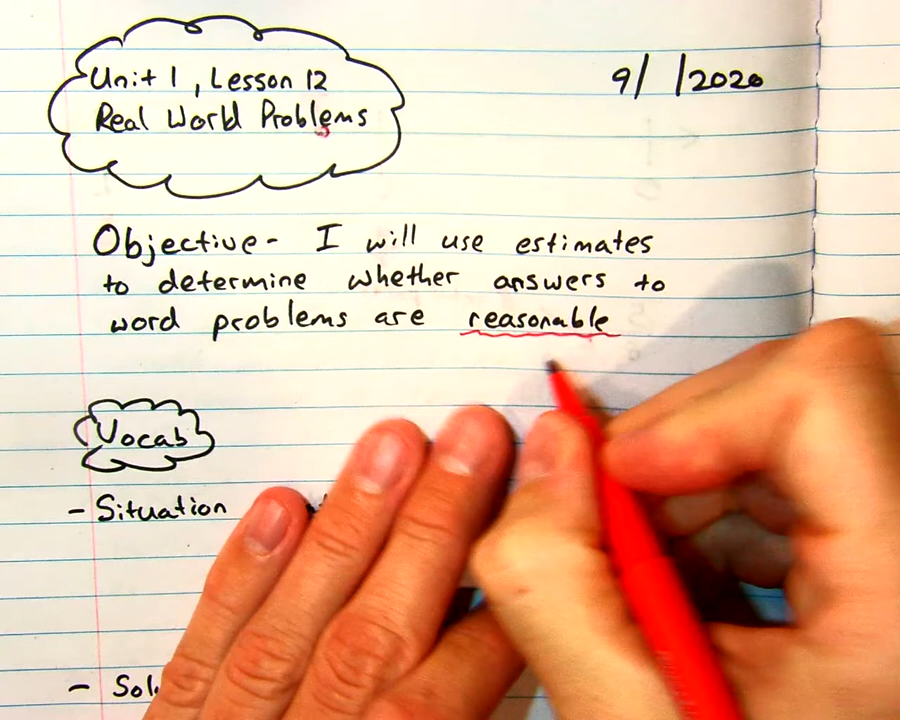 Unit 1, Lesson 12
Real World Problems
9/ /2020
Objective- I will use estimates
to determine whether answers to
word problems are reasonable
Vocab
- Situation
-